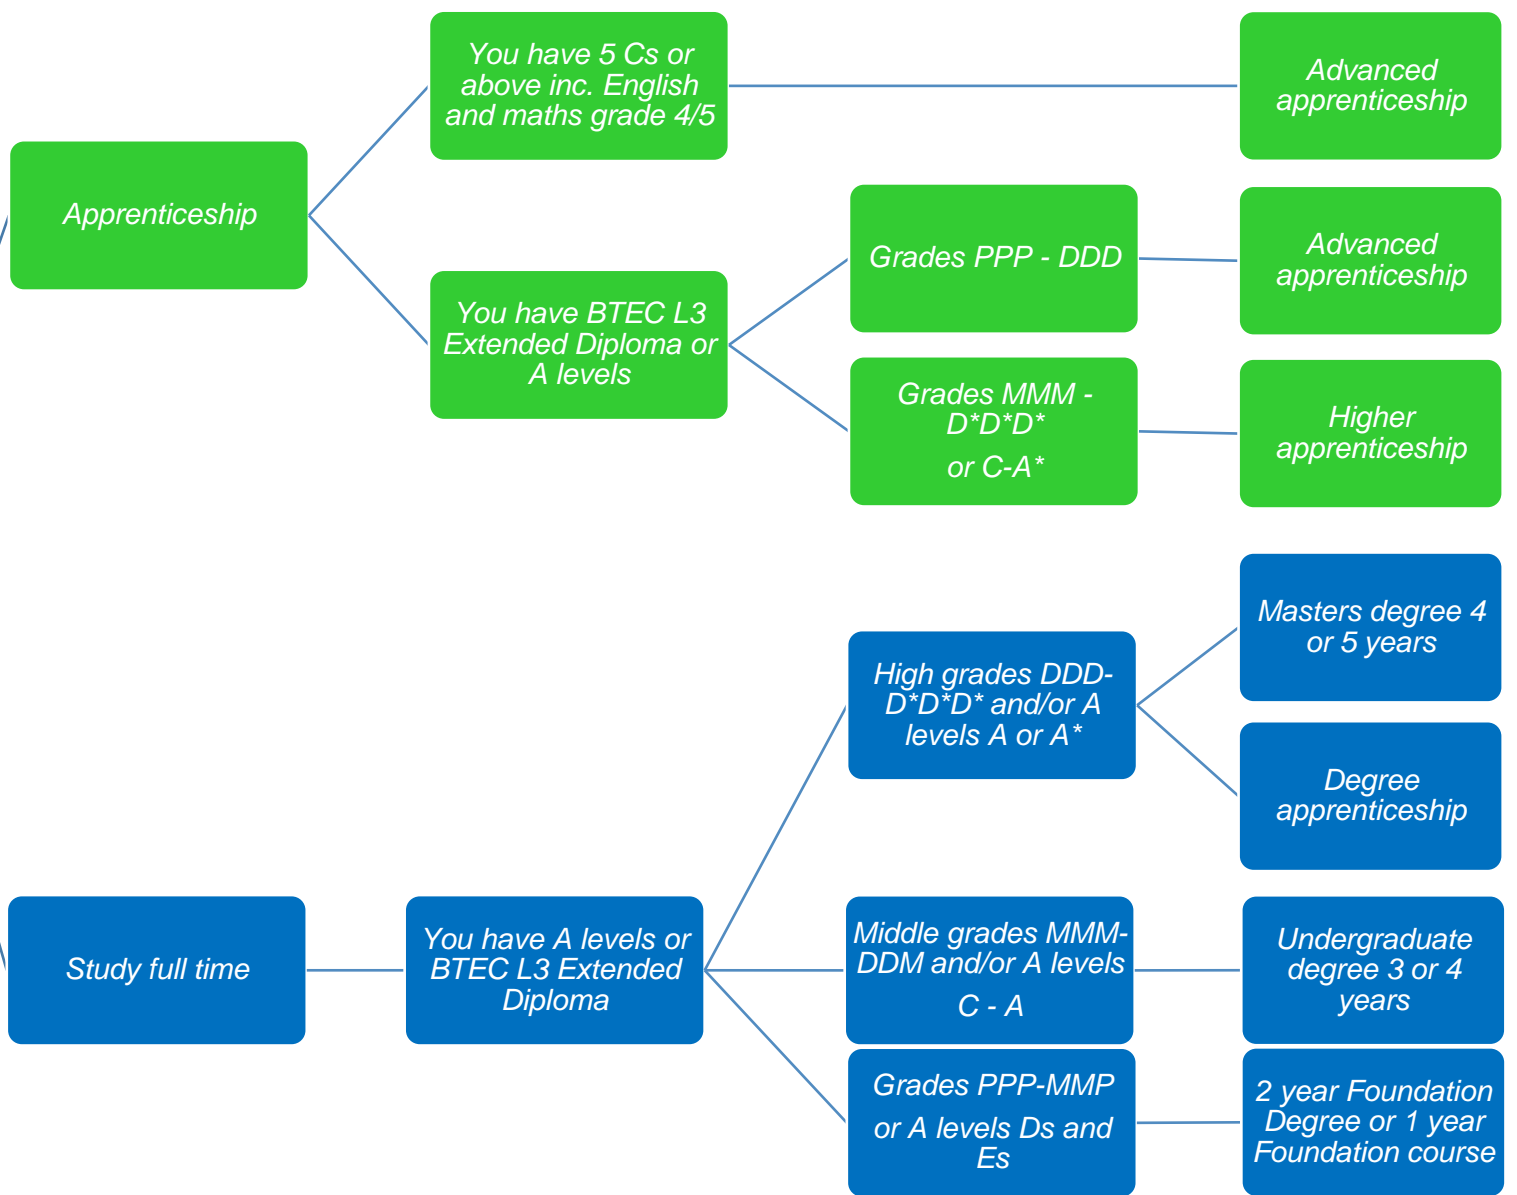 Apprenticeship
You have 5 Cs or
above inc. English
and maths grade 4/5
Advanced
apprenticeship
You have BTEC L3
Extended Diploma or
A levels
Grades PPP - DDD
Advanced
apprenticeship
Grades MMM -
D*D*D*
or C-A*
Higher
apprenticeship
Study full time
You have A levels or
BTEC L3 Extended
Diploma
High grades DDD-
D*D*D* and/or A
levels A or A*
Masters degree 4
or 5 years
Degree
apprenticeship
Middle grades MMM-
DDM and/or A levels
C - A
Undergraduate
degree 3 or 4
years
Grades PPP-MMP
or A levels Ds and
Es
2 year Foundation
Degree or 1 year
Foundation course